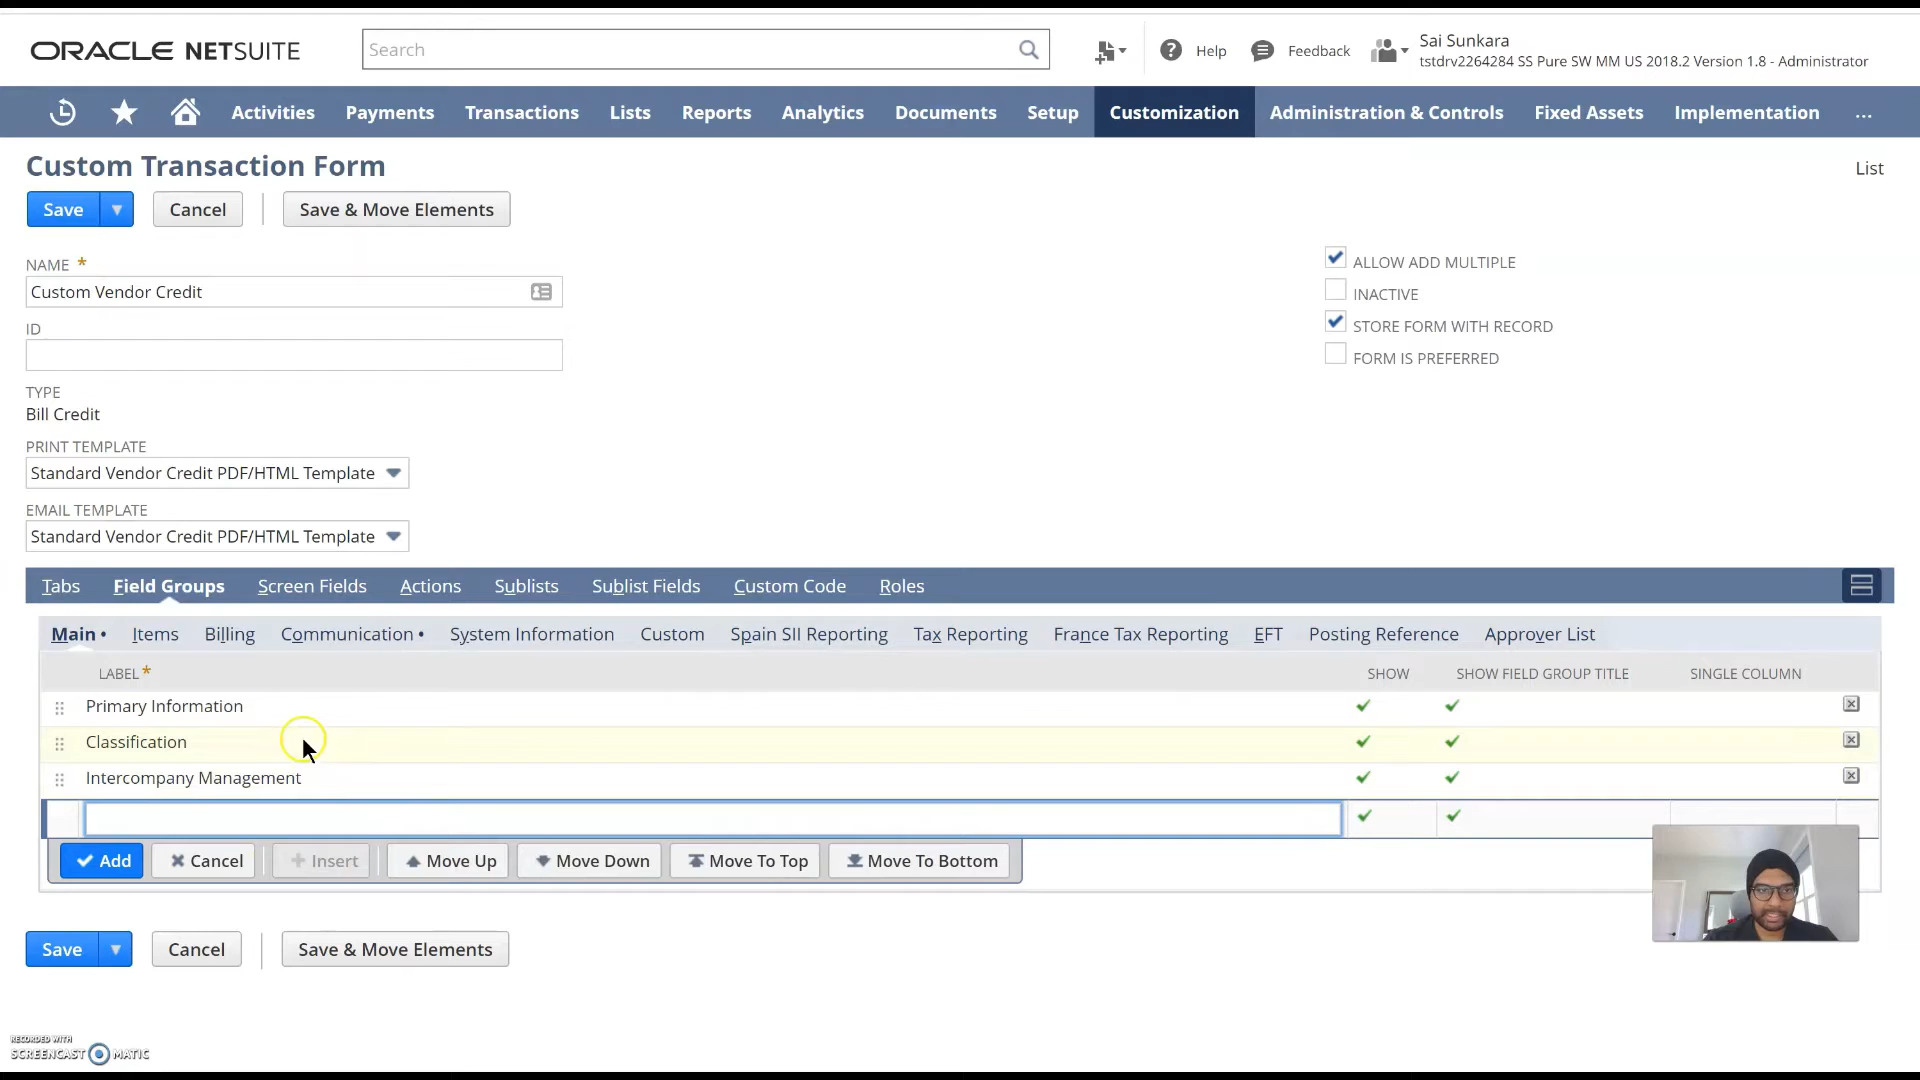 ORACLE NETSUITE
Search
Help
Feedback
Sai Sunkara
tstdrv2264284 SS Pure SW MM US 2018.2 Version 1.8 - Administrator
Activities Payments Transactions Lists Reports Analytics Documents Setup Customization Administration & Controls Fixed Assets Implementation ...
Custom Transaction Form
List
Save Cancel Save & Move Elements
NAME *
Custom Vendor Credit
ID
TYPE
Bill Credit
PRINT TEMPLATE
Standard Vendor Credit PDF/HTML Template
EMAIL TEMPLATE
Standard Vendor Credit PDF/HTML Template
ALLOW ADD MULTIPLE
INACTIVE
STORE FORM WITH RECORD
FORM IS PREFERRED
Tabs Field Groups Screen Fields Actions Sublists Sublist Fields Custom Code Roles
Main • Items Billing Communication • System Information Custom Spain SII Reporting Tax Reporting France Tax Reporting EFT Posting Reference Approver List
LABEL * SHOW SHOW FIELD GROUP TITLE SINGLE COLUMN
Primary Information
Classification
Intercompany Management
Add Cancel Insert Move Up Move Down Move To Top Move To Bottom
Save Cancel Save & Move Elements
RECORDED WITH
SCREENCAST MATIC